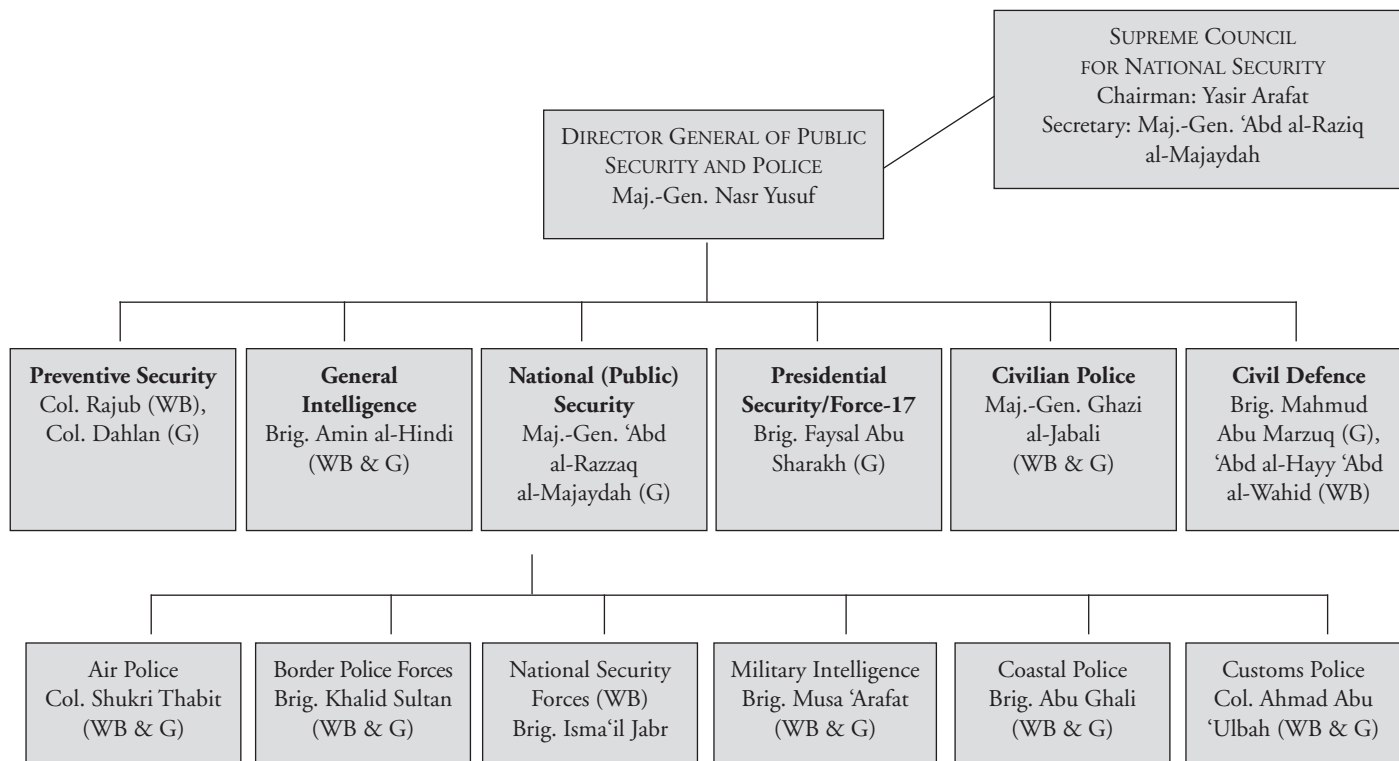 SUPREME COUNCIL
FOR NATIONAL SECURITY
Chairman: Yasir Arafat
Secretary: Maj.-Gen. ‘Abd al-Raziq
al-Majaydah
DIRECTOR GENERAL OF PUBLIC
SECURITY AND POLICE
Maj.-Gen. Nasr Yusuf
Preventive Security
Col. Rajub (WB),
Col. Dahlan (G)
General
Intelligence
Brig. Amin al-Hindi
(WB & G)
National (Public)
Security
Maj.-Gen. ‘Abd
al-Razzaq
al-Majaydah (G)
Presidential
Security/Force-17
Brig. Faysal Abu
Sharakh (G)
Civilian Police
Maj.-Gen. Ghazi
al-Jabali
(WB & G)
Civil Defence
Brig. Mahmud
Abu Marzuq (G),
‘Abd al-Hayy ‘Abd
al-Wahid (WB)
Air Police
Col. Shukri Thabit
(WB & G)
Border Police Forces
Brig. Khalid Sultan
(WB & G)
National Security
Forces (WB)
Brig. Isma‘il Jabr
Military Intelligence
Brig. Musa ‘Arafat
(WB & G)
Coastal Police
Brig. Abu Ghali
(WB & G)
Customs Police
Col. Ahmad Abu
‘Ulbah (WB & G)